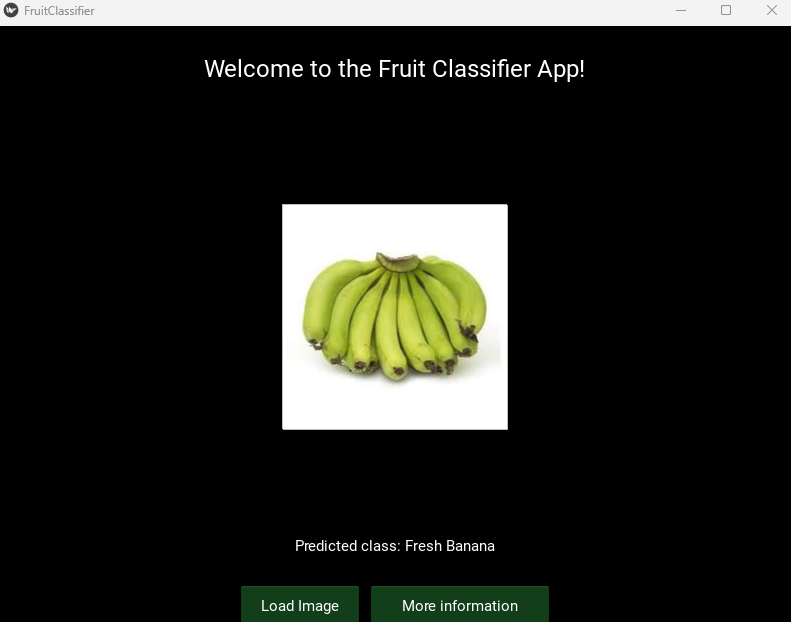 FruitClassifier
Welcome to the Fruit Classifier App!
Predicted class: Fresh Banana
Load Image
More information